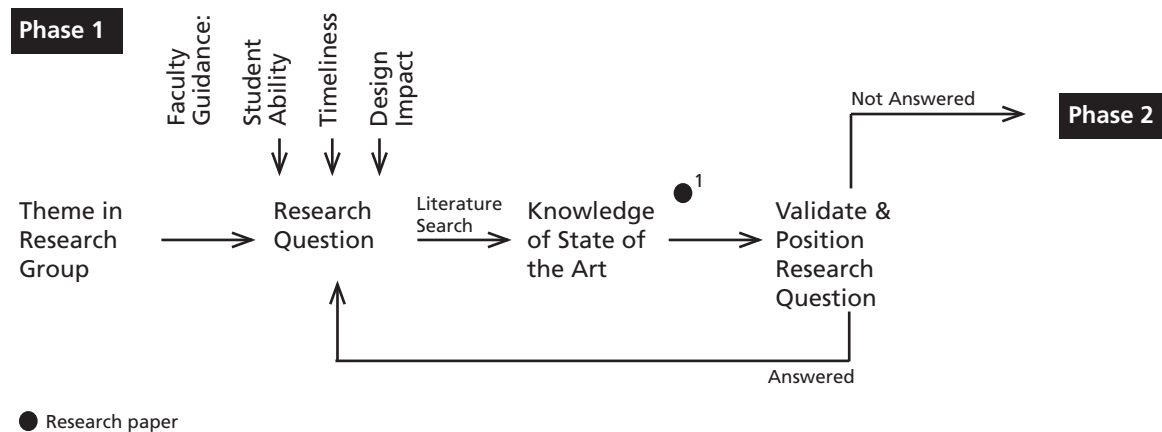 Phase 1
Faculty
Guidance:
Student
Ability
Timeliness
Design
Impact
Not Answered
Phase 2
Theme in
Research
Group
Research
Question
Literature
Search
Knowledge
of State of
the Art
1
Validate &
Position
Research
Question
Answered
Research paper